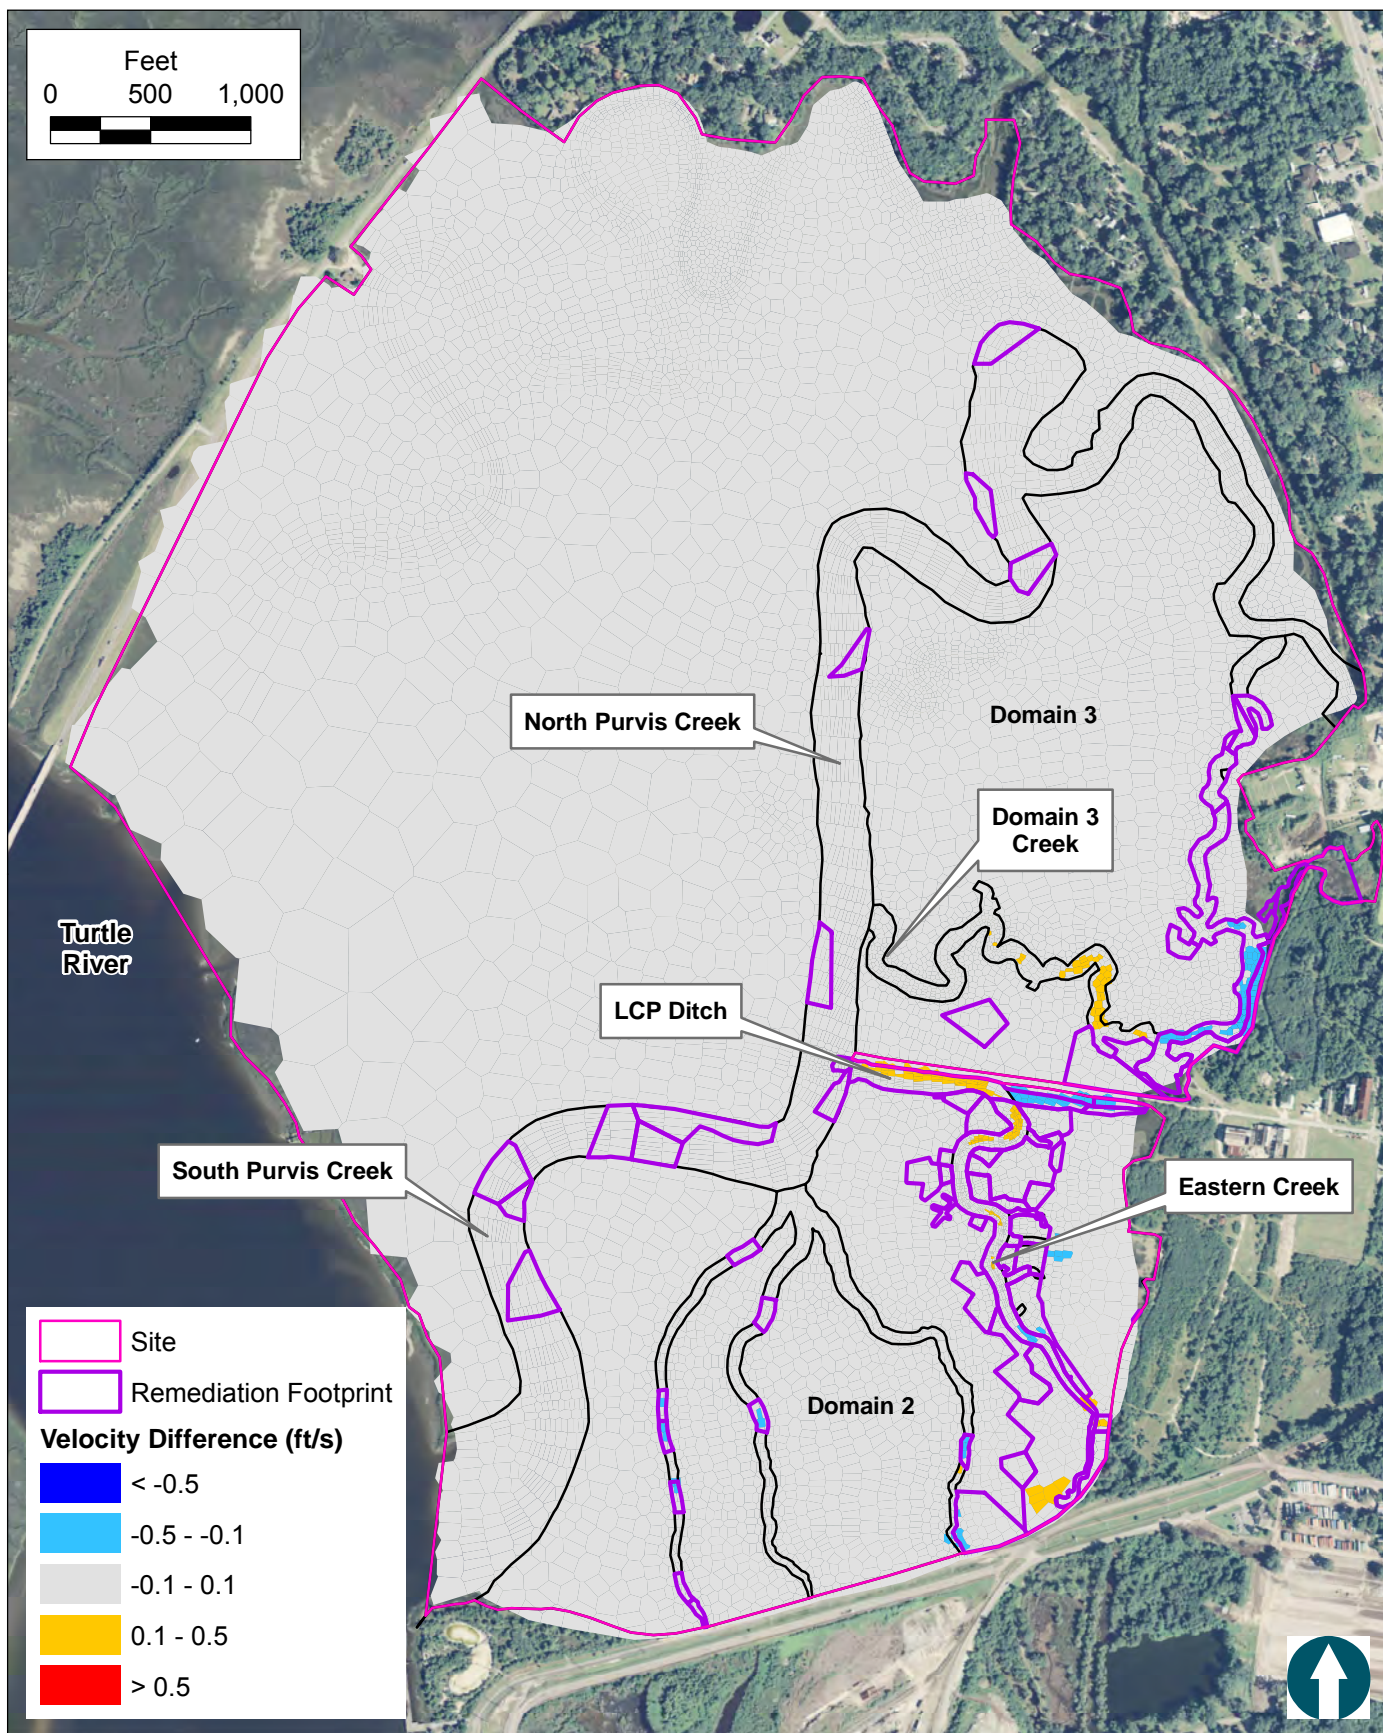 Feet
0 500 1,000
North Purvis Creek
Domain 3
Domain 3
Creek
Turtle
River
LCP Ditch
South Purvis Creek
Eastern Creek
Domain 2
Site
Remediation Footprint
Velocity Difference (ft/s)
< -0.5
-0.5 - -0.1
-0.1 - 0.1
0.1 - 0.5
> 0.5